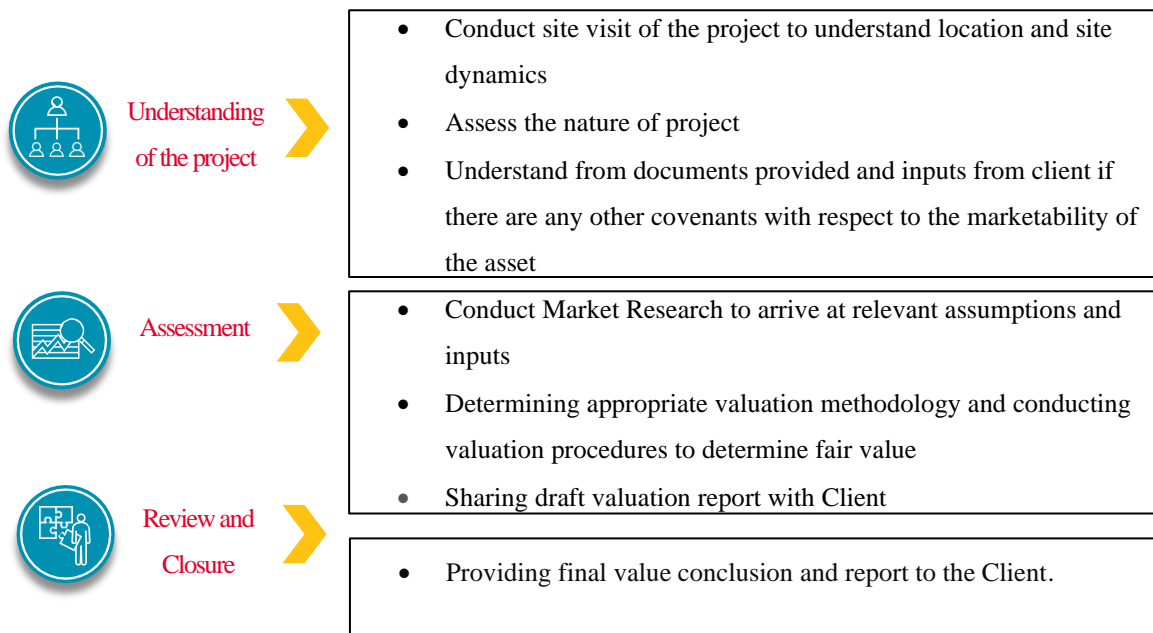 Understanding
of the project
• Conduct site visit of the project to understand location and site
dynamics
• Assess the nature of project
• Understand from documents provided and inputs from client if
there are any other covenants with respect to the marketability of
the asset
Assessment
• Conduct Market Research to arrive at relevant assumptions and
inputs
• Determining appropriate valuation methodology and conducting
valuation procedures to determine fair value
• Sharing draft valuation report with Client
Review and
Closure
• Providing final value conclusion and report to the Client.